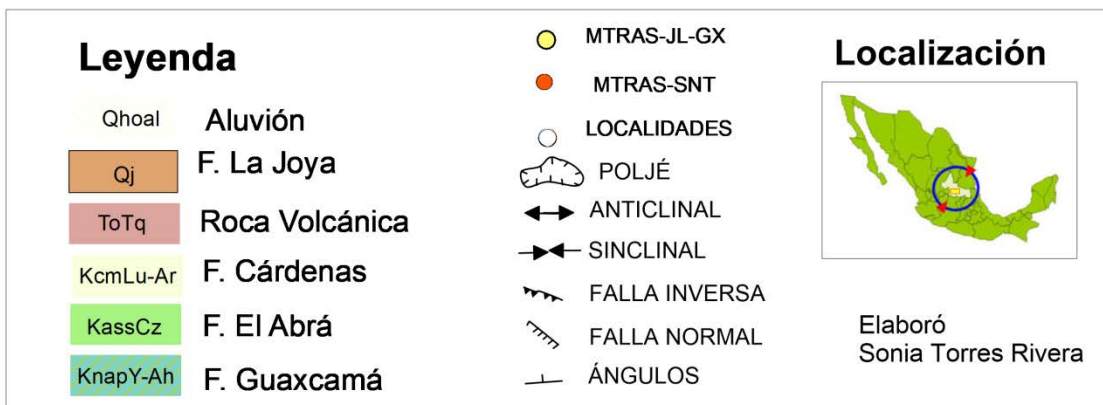 Leyenda
Qhoal Aluvión
Qj F. La Joya
ToTq Roca Volcánica
KcmLu-Ar F. Cárdenas
KassCz F. El Abrá
KnapY-Ah F. Guaxcamá
MTRAS-JL-GX
MTRAS-SNT
LOCALIDADES
POLJÉ
ANTICLINAL
SINCLINAL
FALLA INVERSA
FALLA NORMAL
ÁNGULOS
Localización
Elaboró
Sonia Torres Rivera